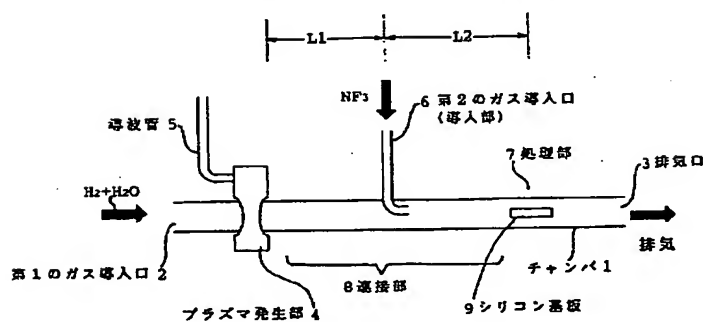 L1
L2
NF3
6 第2のガス導入口
(導入部)
導波管 5
7 処理部
3 排気口
H2+H2O
排気
第1のガス導入口 2
チャンバ 1
8 連接部
プラズマ発生部 4
9 シリコン基板